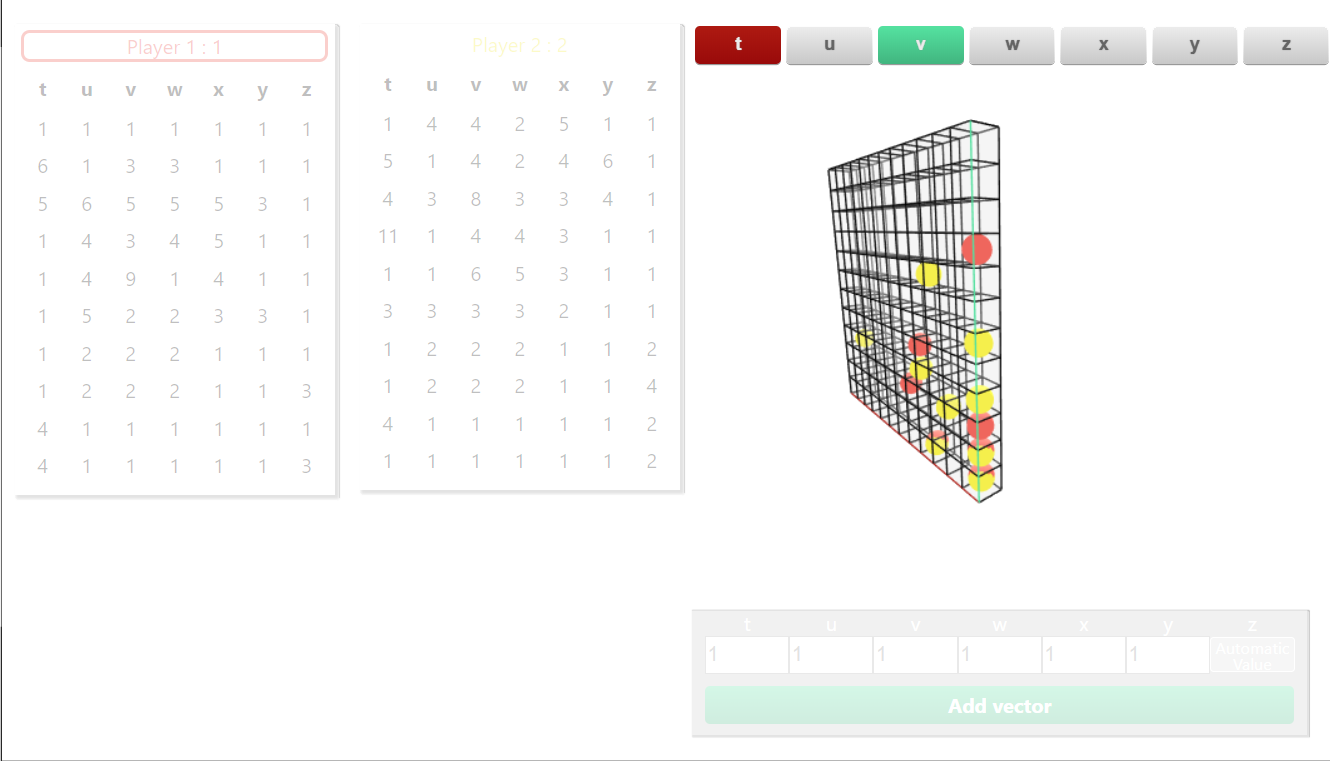 Player 1 : 1
t u v w x y z
1 1 1 1 1 1 1
6 1 3 3 1 1 1
5 6 5 5 5 3 1
1 4 3 4 5 1 1
1 4 9 1 4 1 1
1 5 2 2 3 3 1
1 2 2 2 1 1 1
1 2 2 2 1 1 3
4 1 1 1 1 1 1
4 1 1 1 1 1 3
Player 2 : 2
t u v w x y z
1 4 4 2 5 1 1
5 1 4 2 4 6 1
4 3 8 3 3 4 1
11 1 4 4 3 1 1
1 1 6 5 3 1 1
3 3 3 3 2 1 1
1 2 2 2 1 1 2
1 2 2 2 1 1 4
4 1 1 1 1 1 2
1 1 1 1 1 1 2
t u v w x y z
t u v w x y z
1 1 1 1 1 1 Automatic
Value
Add vector